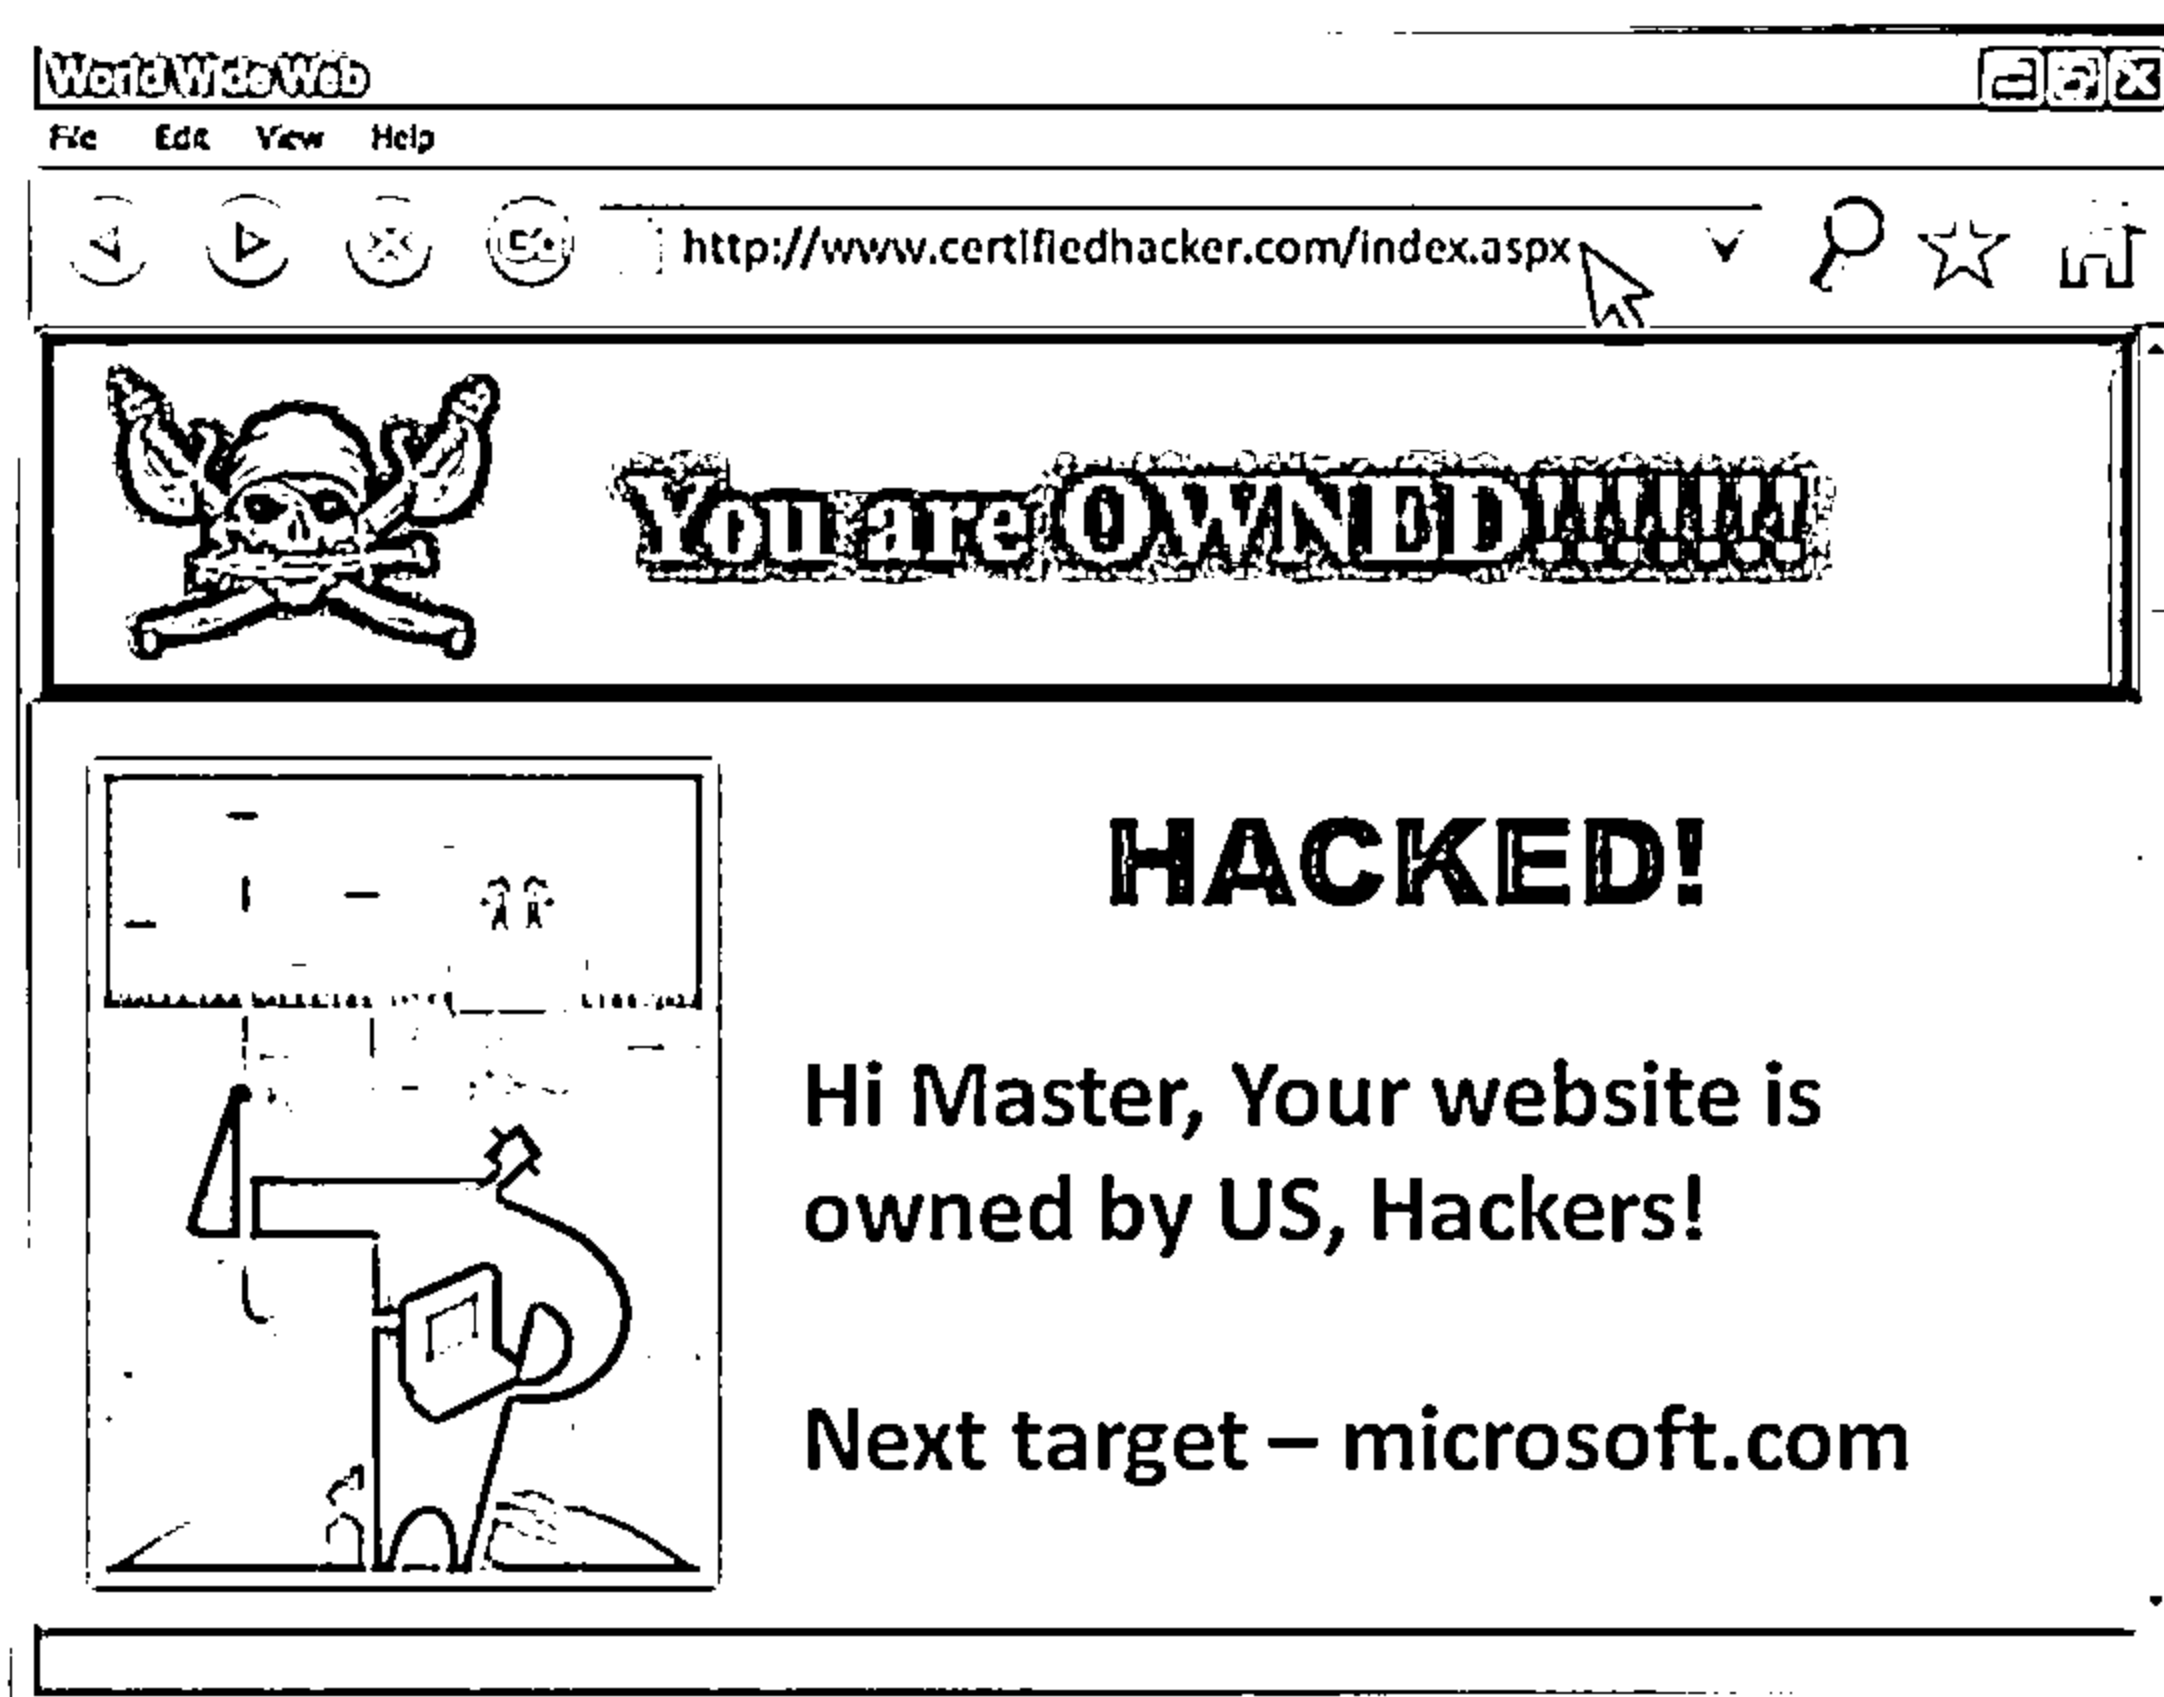 World Wide Web
File Edit View Help
http://www.certifiedhacker.com/index.aspx
You are OWNED!!!!!!
HACKED!
Hi Master, Your website is
owned by US, Hackers!
Next target – microsoft.com